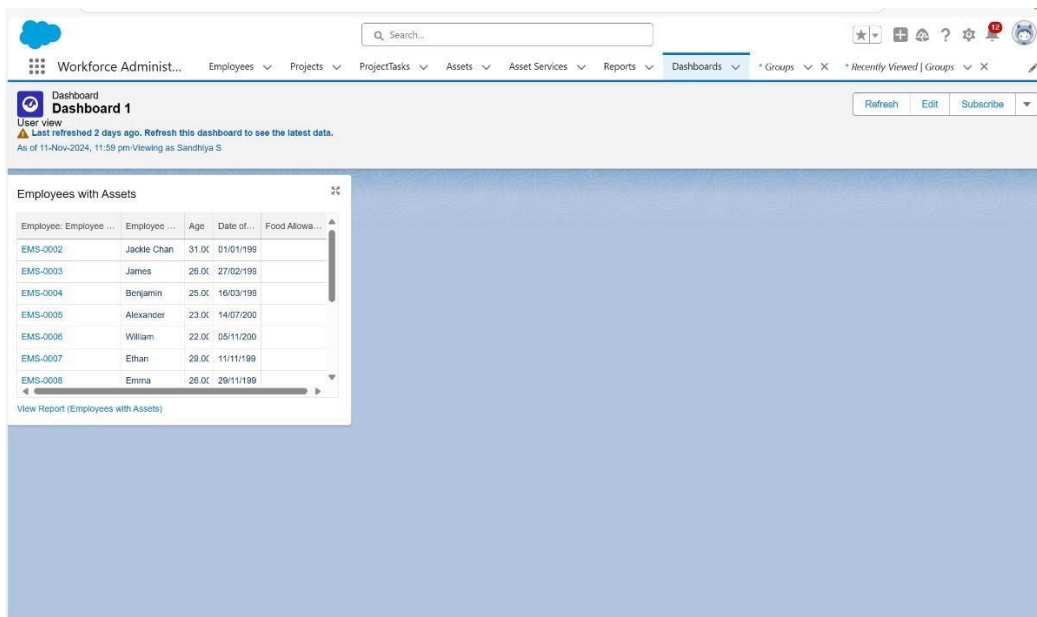 Search...
12
Workforce Administ... Employees Projects ProjectTasks Assets Asset Services Reports Dashboards * Groups * Recently Viewed | Groups
Dashboard
Dashboard 1
Refresh Edit Subscribe
User view
Last refreshed 2 days ago. Refresh this dashboard to see the latest data.
As of 11-Nov-2024, 11:59 pm·Viewing as Sandhiya S
Employees with Assets
Employee: Employee ... Employee ... Age Date of... Food Allowa...
EMS-0002 Jackie Chan 31.0 01/01/199
EMS-0003 James 26.0 27/02/199
EMS-0004 Benjamin 25.0 16/03/199
EMS-0005 Alexander 23.0 14/07/200
EMS-0006 William 22.0 05/11/200
EMS-0007 Ethan 29.0 11/11/199
EMS-0008 Emma 26.0 29/11/199
View Report (Employees with Assets)